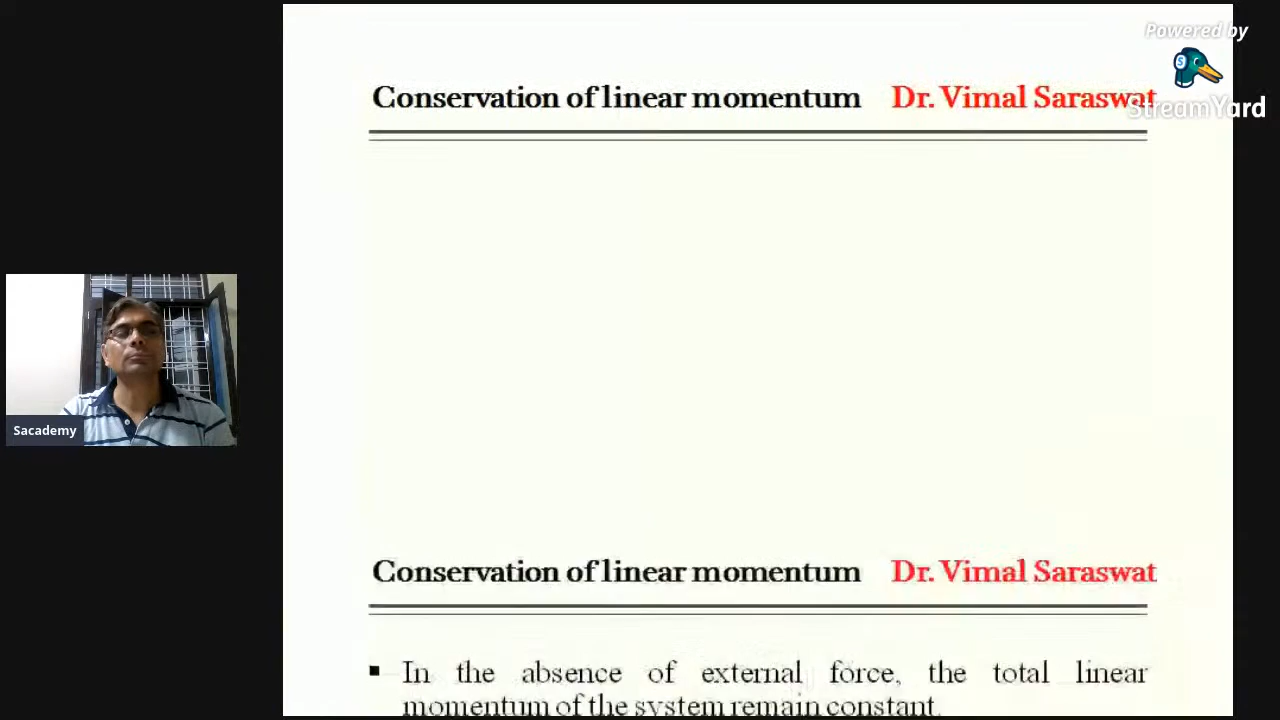 Powered by
StreamYard
Conservation of linear momentum Dr. Vimal Saraswat
Sacademy
Conservation of linear momentum Dr. Vimal Saraswat
In the absence of external force, the total linear
momentum of the system remain constant.